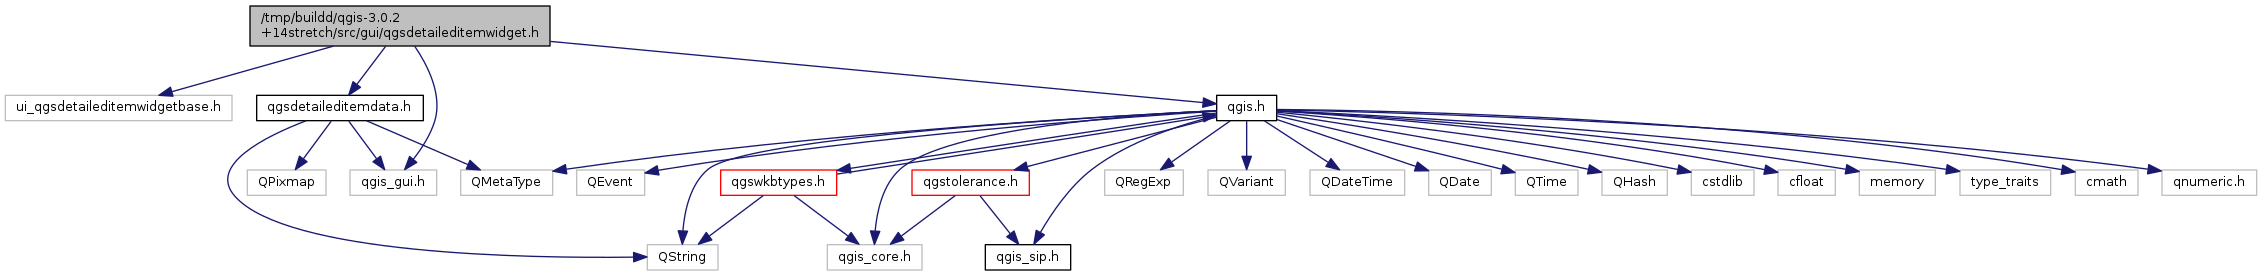 /tmp/buildd/qgis-3.0.2
+14stretch/src/gui/qgsdetaileditemwidget.h
ui_qgsdetaileditemwidgetbase.h
qgsdetaileditemdata.h
qgis.h
QPixmap
qgis_gui.h
QMetaType
QEvent
qgswkbtypes.h
qgstolerance.h
QRegExp
QVariant
QDateTime
QDate
QTime
QHash
cstdlib
cfloat
memory
type_traits
cmath
qnumeric.h
QString
qgis_core.h
qgis_sip.h